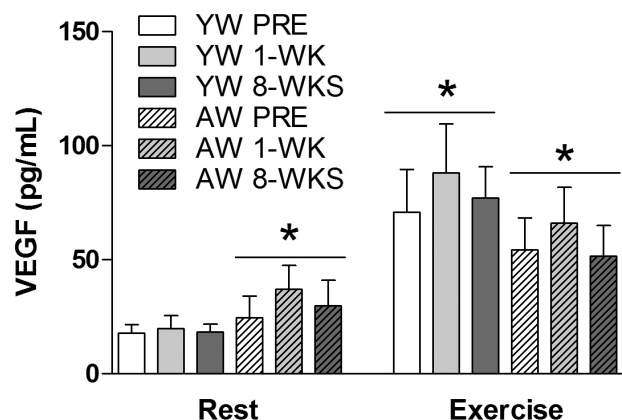 150
100
50
0
VEGF (pg/mL)
YW PRE
YW 1-WK
YW 8-WKS
AW PRE
AW 1-WK
AW 8-WKS
*
*
*
Rest
Exercise